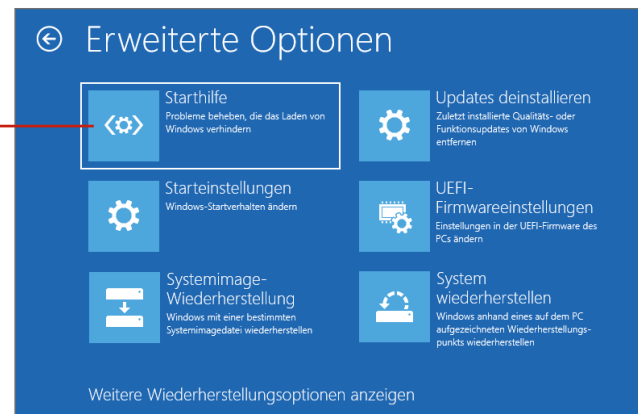 Erweiterte Optionen
Starthilfe
Probleme beheben, die das Laden von
Windows verhindern
Updates deinstallieren
Zuletzt installierte Qualitäts- oder
Funktionsupdates von Windows
entfernen
Starteinstellungen
Windows-Startverhalten ändern
UEFI-
Firmwareeinstellungen
Einstellungen in der UEFI-Firmware des
PCs ändern
Systemimage-
Wiederherstellung
Windows mit einer bestimmten
Systemimagedatei wiederherstellen
System
wiederherstellen
Windows anhand eines auf dem PC
aufgezeichneten Wiederherstellungs-
punkts wiederherstellen
Weitere Wiederherstellungsoptionen anzeigen